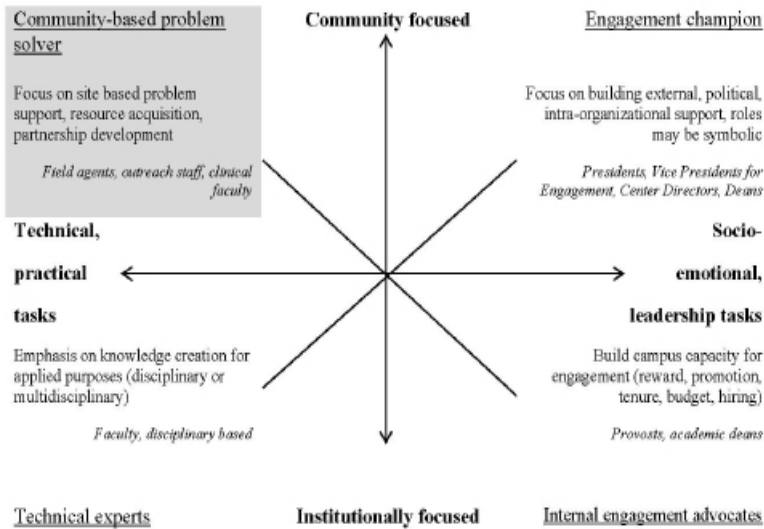 Community-based problem
solver
Focus on site based problem
support, resource acquisition,
partnership development
Field agents, outreach staff, clinical
faculty
Community focused
Engagement champion
Focus on building external, political,
intra-organizational support, roles
may be symbolic
Presidents, Vice Presidents for
Engagement, Center Directors, Deans
Technical,
practical
tasks
Socio-
emotional,
leadership tasks
Emphasis on knowledge creation for
applied purposes (disciplinary or
multidisciplinary)
Faculty, disciplinary based
Build campus capacity for
engagement (reward, promotion,
tenure, budget, hiring)
Provosts, academic deans
Technical experts
Institutionally focused
Internal engagement advocates